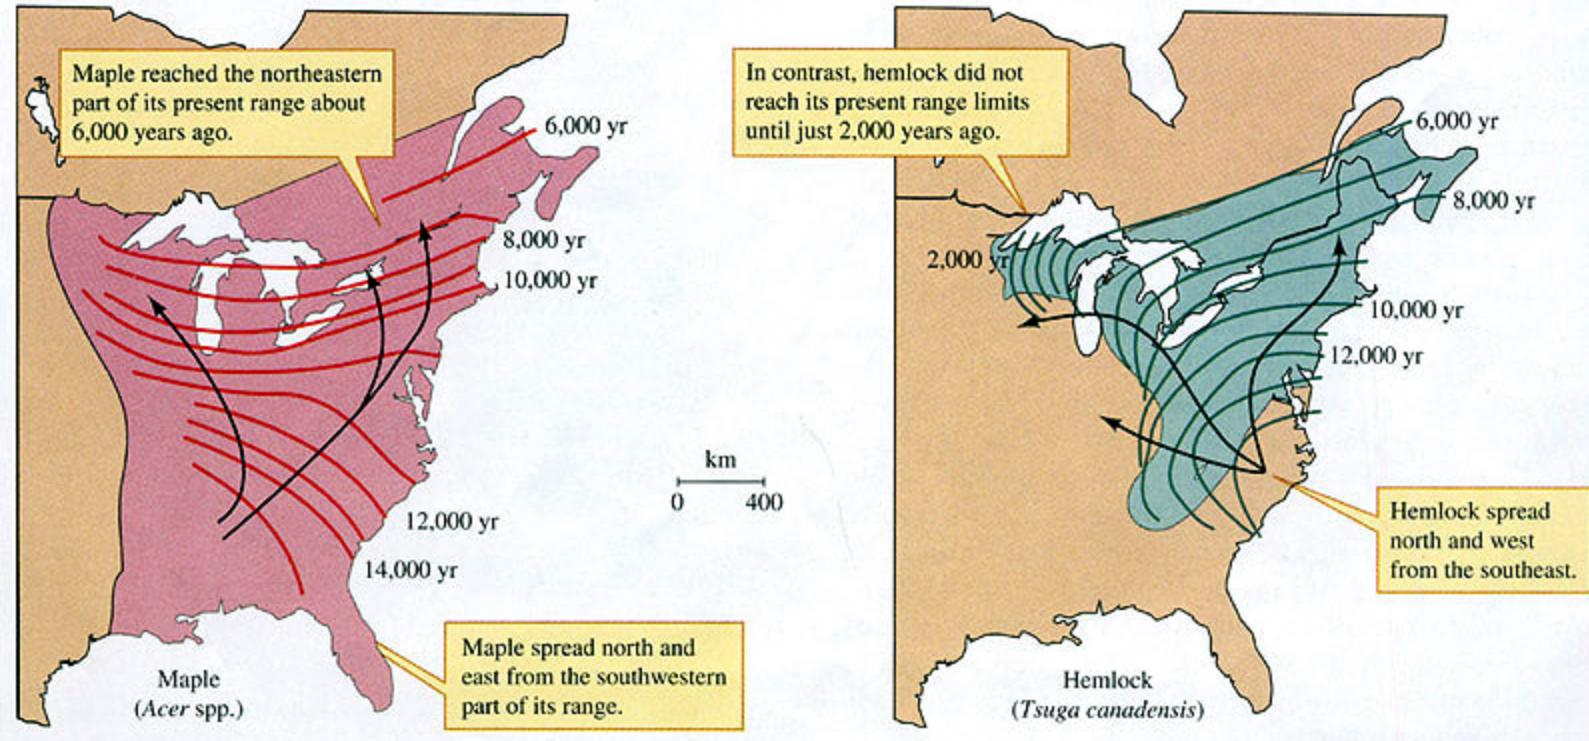 Maple reached the northeastern
part of its present range about
6,000 years ago.
6,000 yr
8,000 yr
10,000 yr
12,000 yr
14,000 yr
Maple spread north and
east from the southwestern
part of its range.
Maple
(Acer spp.)
km
0 400
In contrast, hemlock did not
reach its present range limits
until just 2,000 years ago.
6,000 yr
8,000 yr
2,000 yr
10,000 yr
12,000 yr
Hemlock spread
north and west
from the southeast.
Hemlock
(Tsuga canadensis)